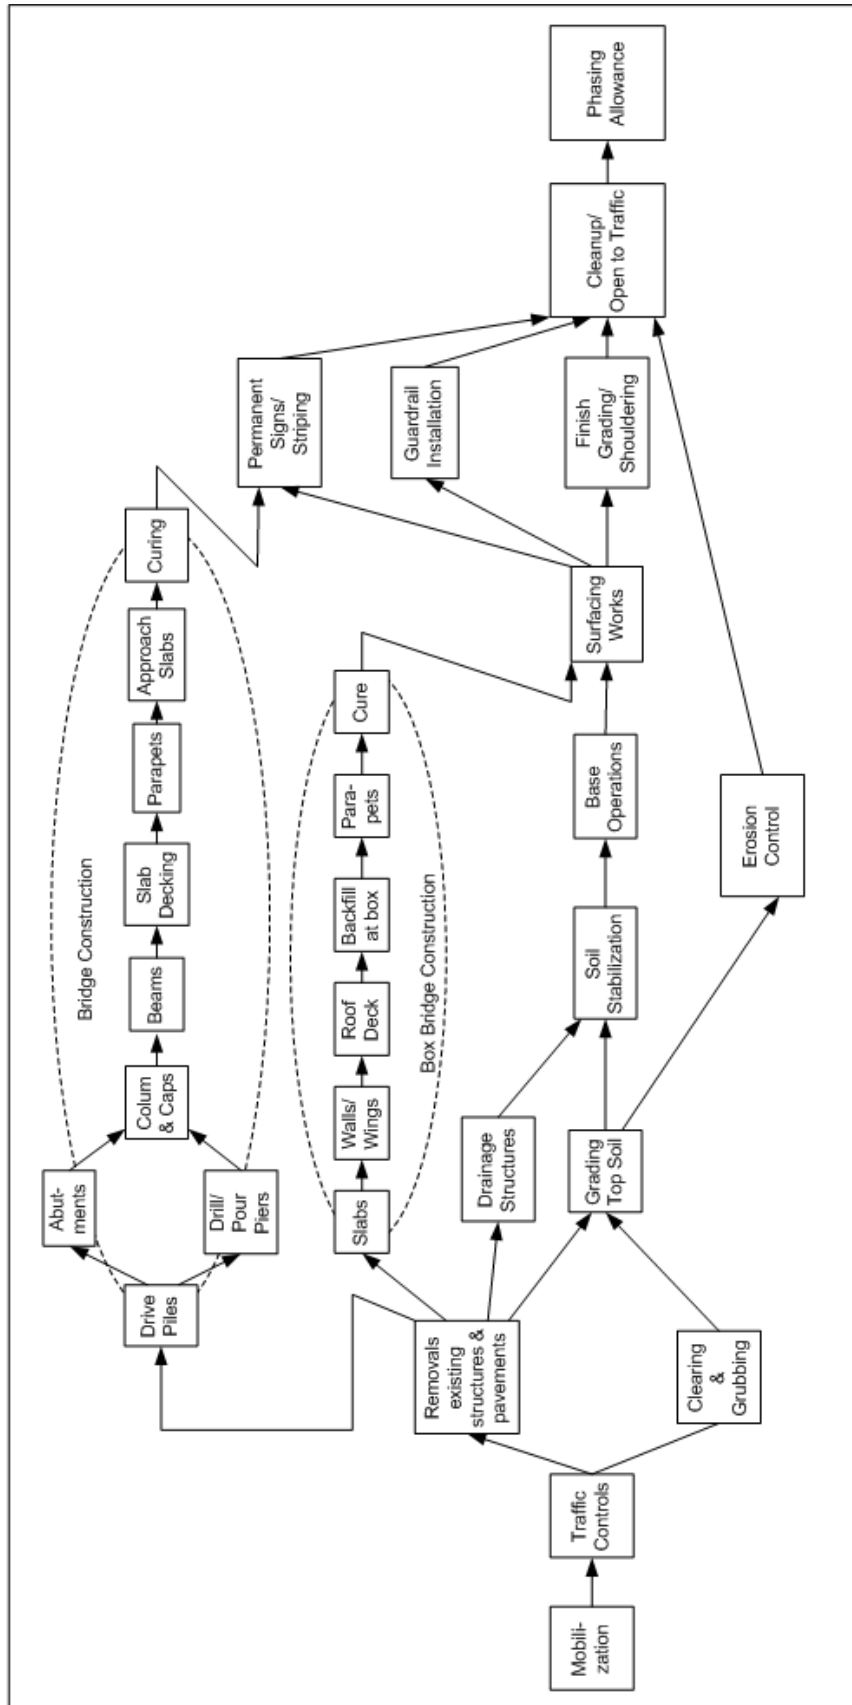 Mobili-
zation
Traffic
Controls
Removals
existing
structures &
pavements
Clearing
&
Grubbing
Drive
Piles
Abut-
ments
Drill/
Pour
Piers
Colum
& Caps
Beams
Slab
Decking
Parapets
Approach
Slabs
Curing
Bridge Construction
Slabs
Walls/
Wings
Roof
Deck
Backfill
at box
Para-
pets
Cure
Box Bridge Construction
Drainage
Structures
Grading
Top Soil
Soil
Stabilization
Base
Operations
Surfacing
Works
Erosion
Control
Permanent
Signs/
Striping
Guardrail
Installation
Finish
Grading/
Shouldering
Cleanup/
Open to Traffic
Phasing
Allowance